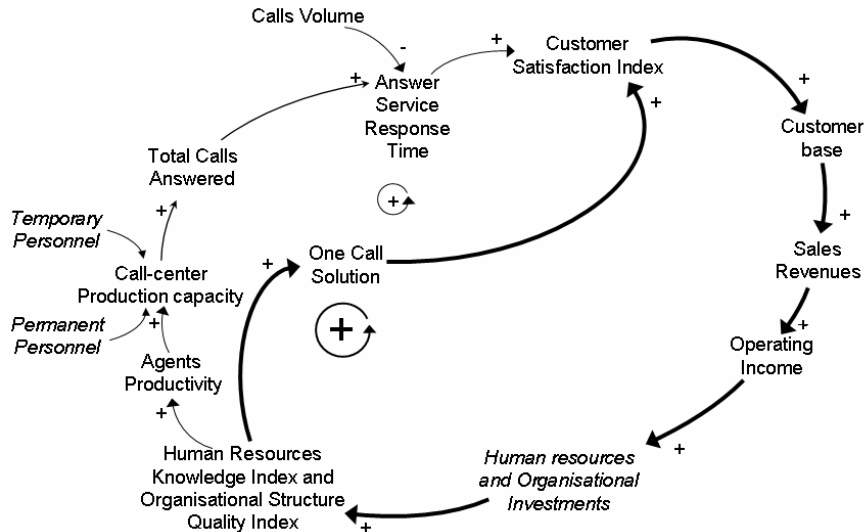 Calls Volume
-
+
Customer
Satisfaction Index
+
+
Answer
Service
Response
Time
+
Customer
base
Total Calls
Answered
+
+
+
Temporary
Personnel
Sales
Revenues
+
One Call
Solution
Call-center
Production capacity
Permanent
Personnel
+
+
+
Operating
Income
Agents
Productivity
+
+
Human Resources
Knowledge Index and
Organisational Structure
Quality Index
Human resources
and Organisational
Investments
+